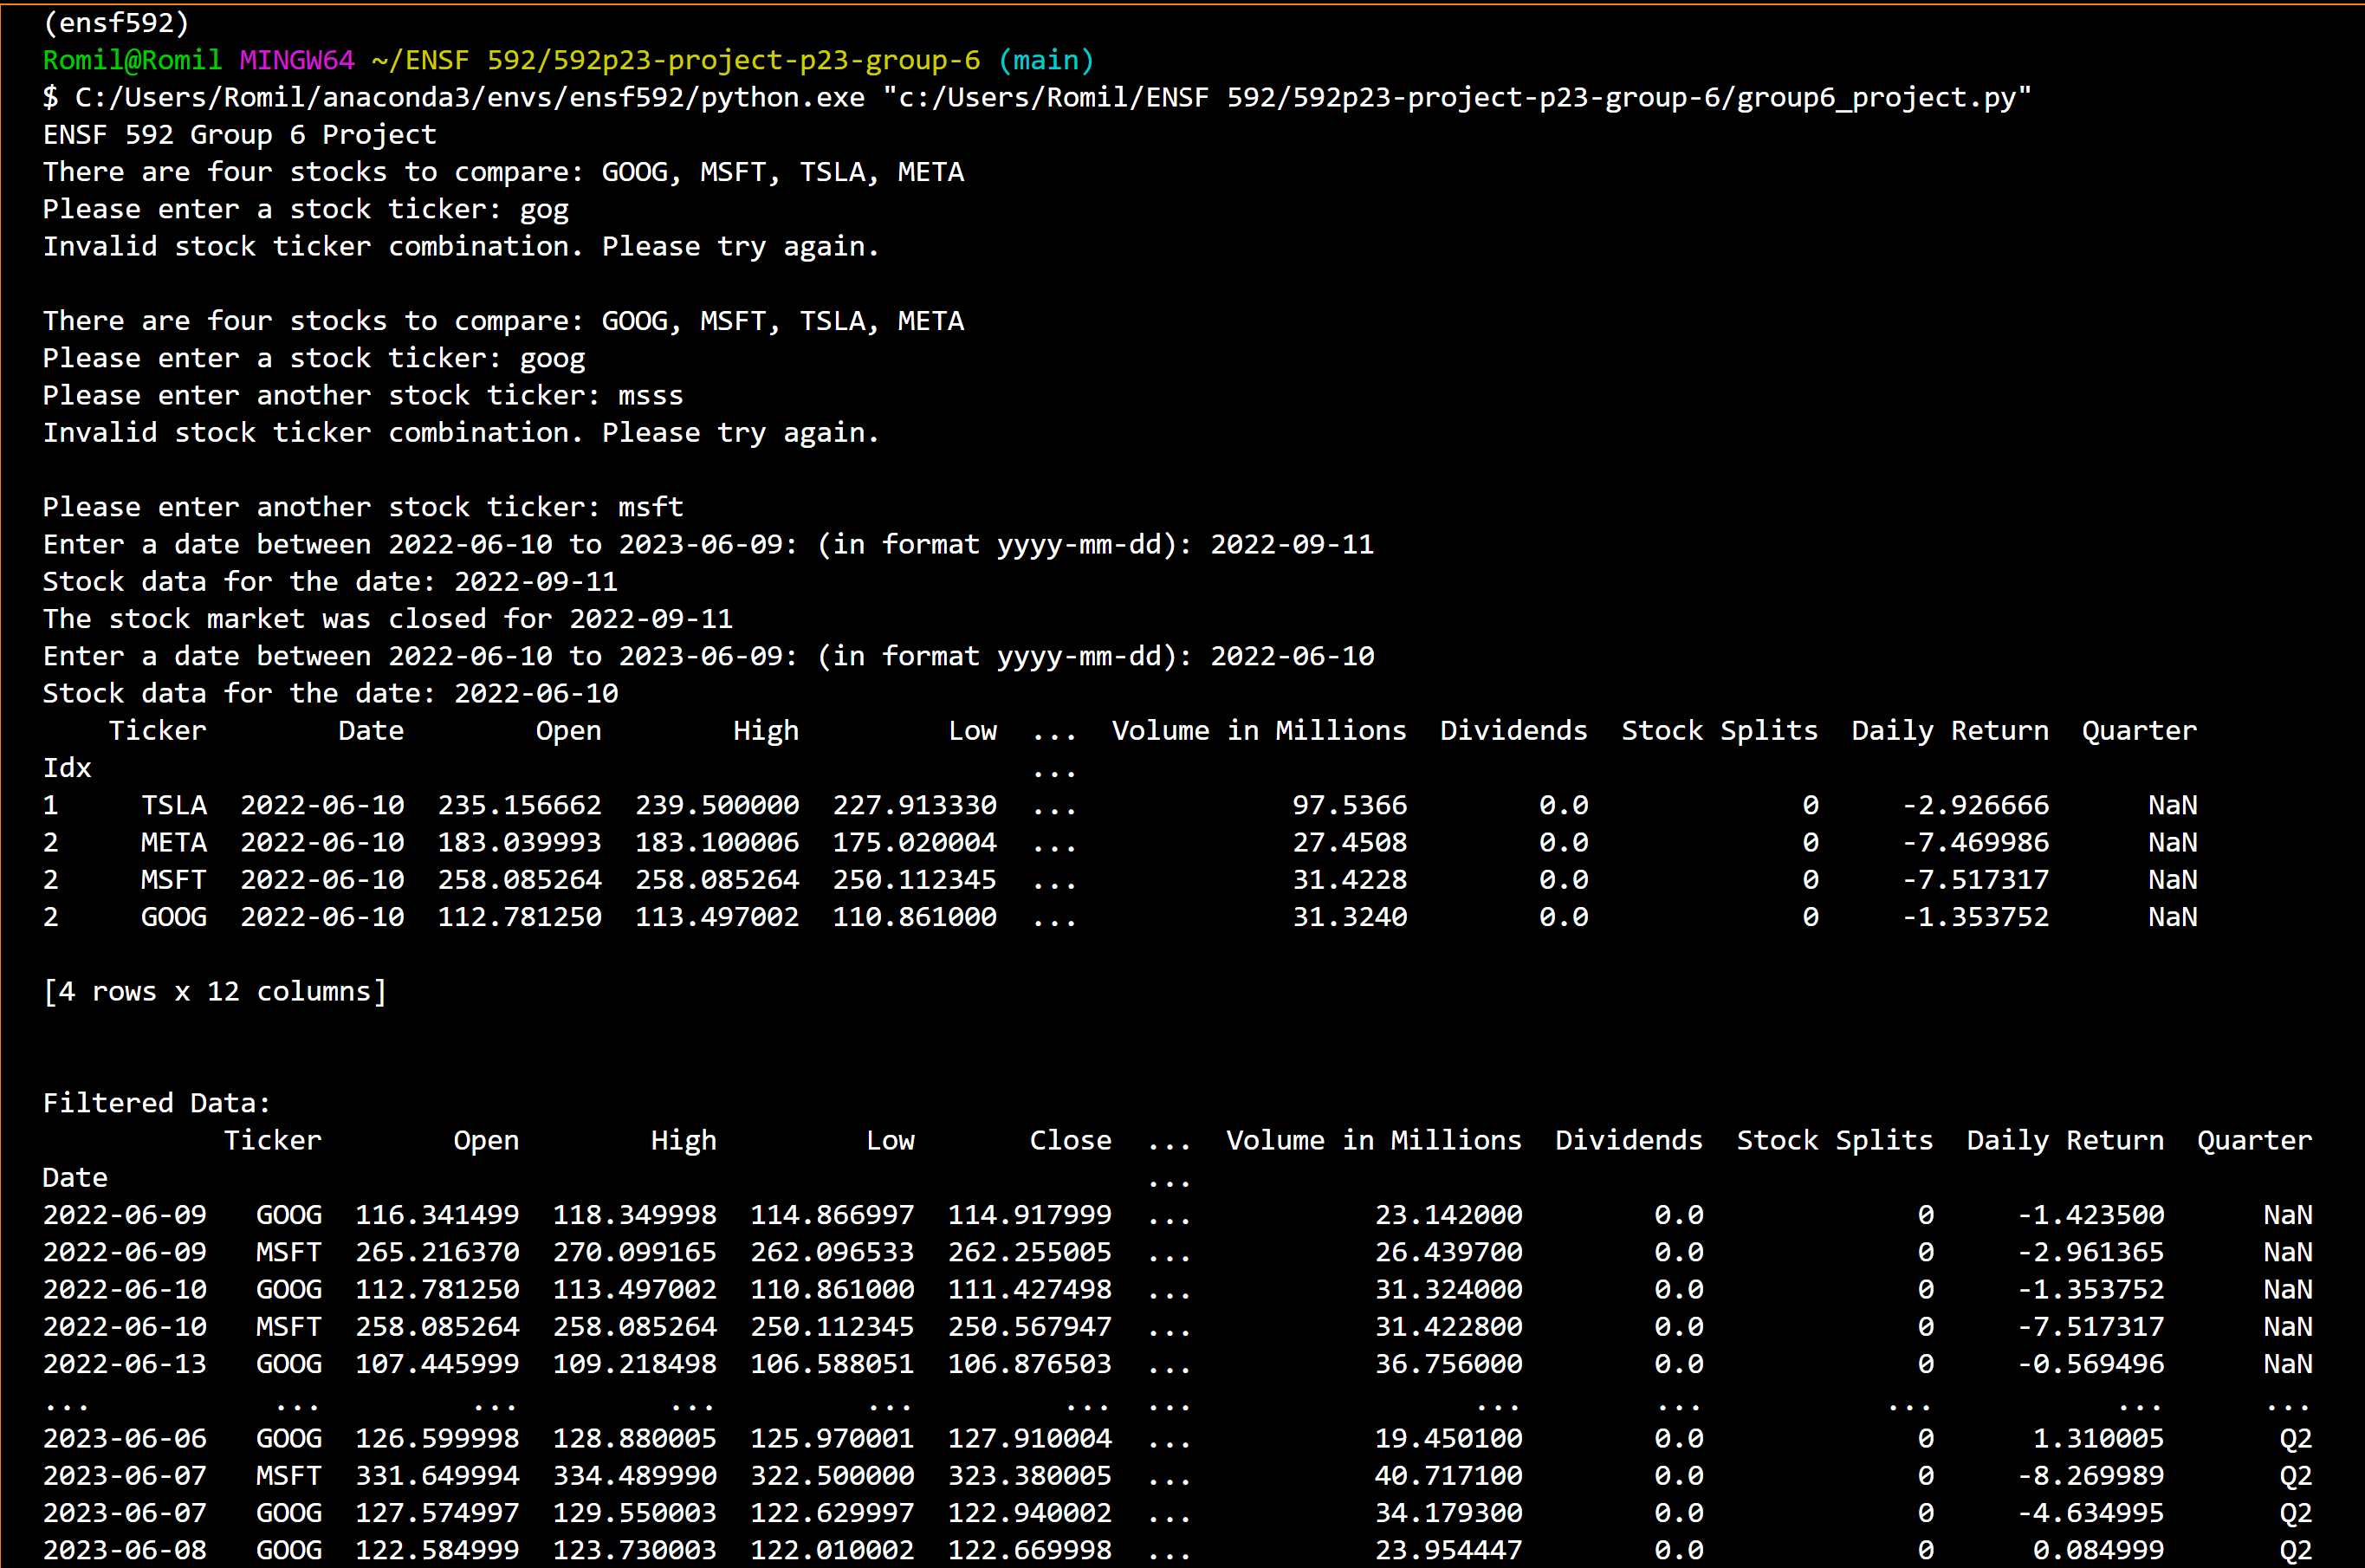 (ensf592)
Romil@Romil MINGW64 ~/ENSF 592/592p23-project-p23-group-6 (main)
$ C:/Users/Romil/anaconda3/envs/ensf592/python.exe "c:/Users/Romil/ENSF 592/592p23-project-p23-group-6/group6_project.py"
ENSF 592 Group 6 Project
There are four stocks to compare: GOOG, MSFT, TSLA, META
Please enter a stock ticker: gog
Invalid stock ticker combination. Please try again.

There are four stocks to compare: GOOG, MSFT, TSLA, META
Please enter a stock ticker: goog
Please enter another stock ticker: msss
Invalid stock ticker combination. Please try again.

Please enter another stock ticker: msft
Enter a date between 2022-06-10 to 2023-06-09: (in format yyyy-mm-dd): 2022-09-11
Stock data for the date: 2022-09-11
The stock market was closed for 2022-09-11
Enter a date between 2022-06-10 to 2023-06-09: (in format yyyy-mm-dd): 2022-06-10
Stock data for the date: 2022-06-10
    Ticker        Date        Open        High         Low  ...  Volume in Millions  Dividends  Stock Splits  Daily Return  Quarter
Idx                                                         ...
1     TSLA  2022-06-10  235.156662  239.500000  227.913330  ...             97.5366        0.0             0     -2.926666      NaN
2     META  2022-06-10  183.039993  183.100006  175.020004  ...             27.4508        0.0             0     -7.469986      NaN
2     MSFT  2022-06-10  258.085264  258.085264  250.112345  ...             31.4228        0.0             0     -7.517317      NaN
2     GOOG  2022-06-10  112.781250  113.497002  110.861000  ...             31.3240        0.0             0     -1.353752      NaN

[4 rows x 12 columns]

Filtered Data:
           Ticker        Open        High         Low       Close  ...  Volume in Millions  Dividends  Stock Splits  Daily Return  Quarter
Date                                                               ...
2022-06-09   GOOG  116.341499  118.349998  114.866997  114.917999  ...           23.142000        0.0             0     -1.423500      NaN
2022-06-09   MSFT  265.216370  270.099165  262.096533  262.255005  ...           26.439700        0.0             0     -2.961365      NaN
2022-06-10   GOOG  112.781250  113.497002  110.861000  111.427498  ...           31.324000        0.0             0     -1.353752      NaN
2022-06-10   MSFT  258.085264  258.085264  250.112345  250.567947  ...           31.422800        0.0             0     -7.517317      NaN
2022-06-13   GOOG  107.445999  109.218498  106.588051  106.876503  ...           36.756000        0.0             0     -0.569496      NaN
...           ...         ...         ...         ...         ...  ...                 ...        ...           ...           ...      ...
2023-06-06   GOOG  126.599998  128.880005  125.970001  127.910004  ...           19.450100        0.0             0      1.310005       Q2
2023-06-07   MSFT  331.649994  334.489990  322.500000  323.380005  ...           40.717100        0.0             0     -8.269989       Q2
2023-06-07   GOOG  127.574997  129.550003  122.629997  122.940002  ...           34.179300        0.0             0     -4.634995       Q2
2023-06-08   GOOG  122.584999  123.730003  122.010002  122.669998  ...           23.954447        0.0             0      0.084999       Q2